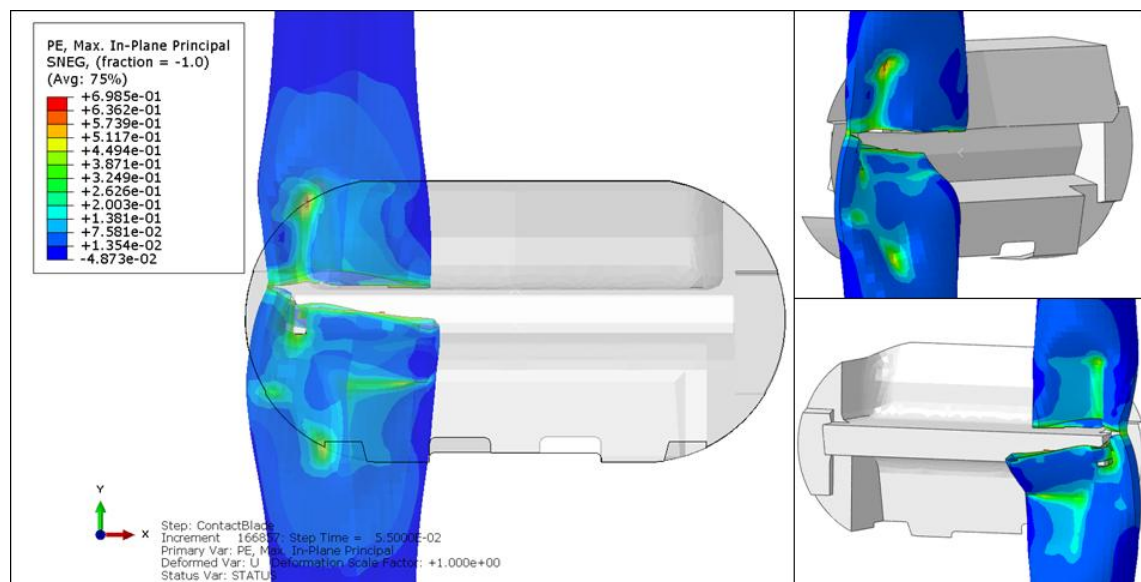 PE, Max. In-Plane Principal
SNEG, (fraction = -1.0)
(Avg: 75%)
+6.985e-01
+6.362e-01
+5.739e-01
+5.117e-01
+4.494e-01
+3.871e-01
+3.249e-01
+2.626e-01
+2.003e-01
+1.381e-01
+7.581e-02
+1.354e-02
-4.873e-02
Y
X
Step: ContactBlade
Increment 166857: Step Time = 5.5000E-02
Primary Var: PE, Max. In-Plane Principal
Deformed Var: U Deformation Scale Factor: +1.000e+00
Status Var: STATUS